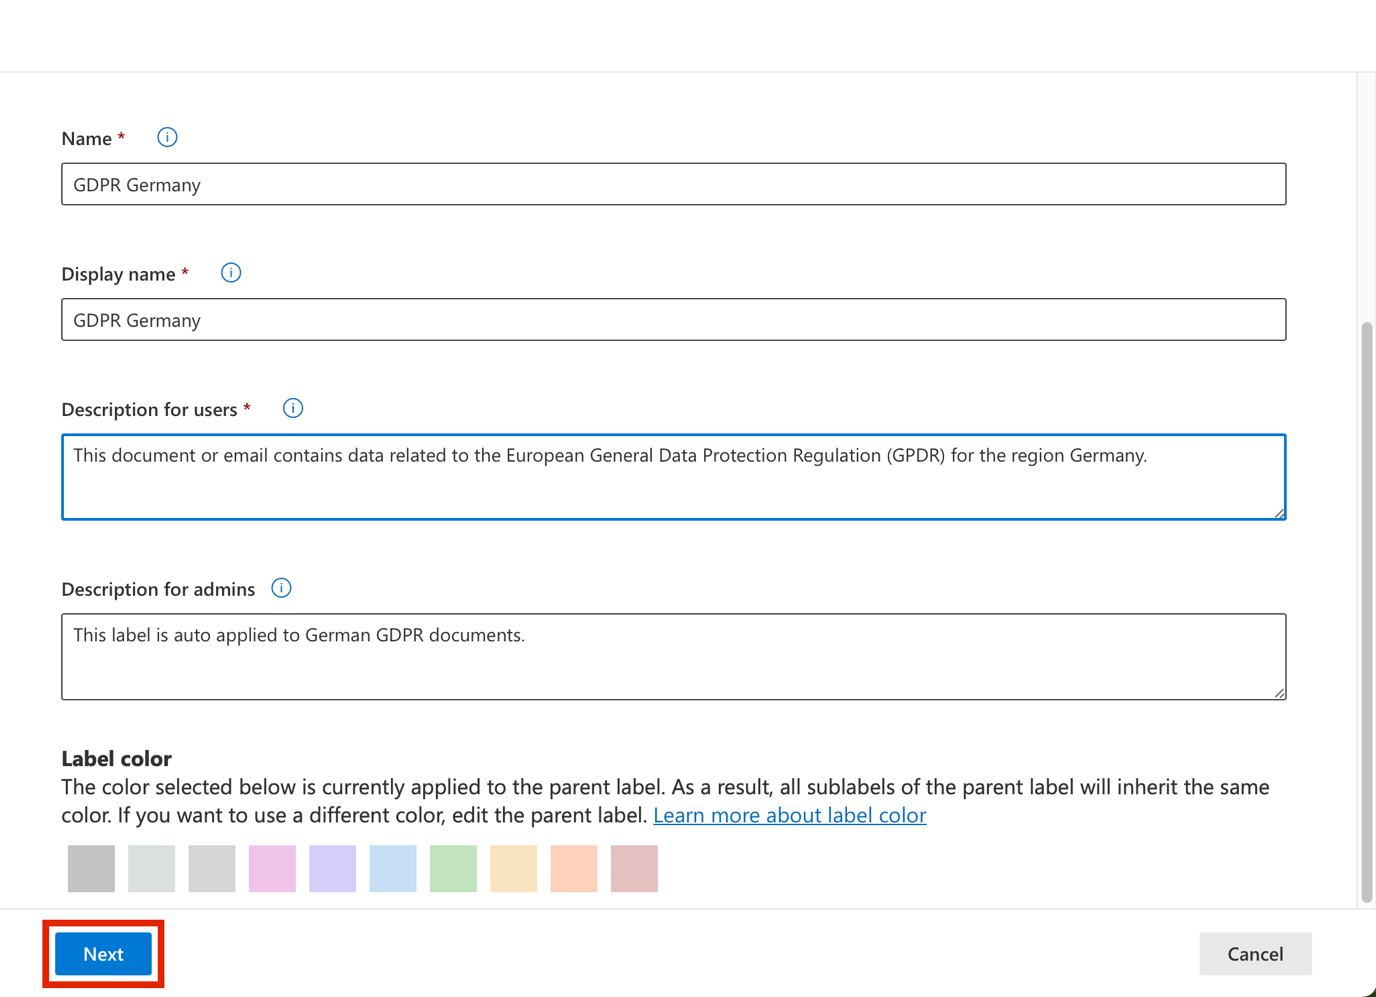 Name *
GDPR Germany
Display name *
GDPR Germany
Description for users *
This document or email contains data related to the European General Data Protection Regulation (GPDR) for the region Germany.
Description for admins
This label is auto applied to German GDPR documents.
Label color
The color selected below is currently applied to the parent label. As a result, all sublabels of the parent label will inherit the same
color. If you want to use a different color, edit the parent label. Learn more about label color
Next
Cancel